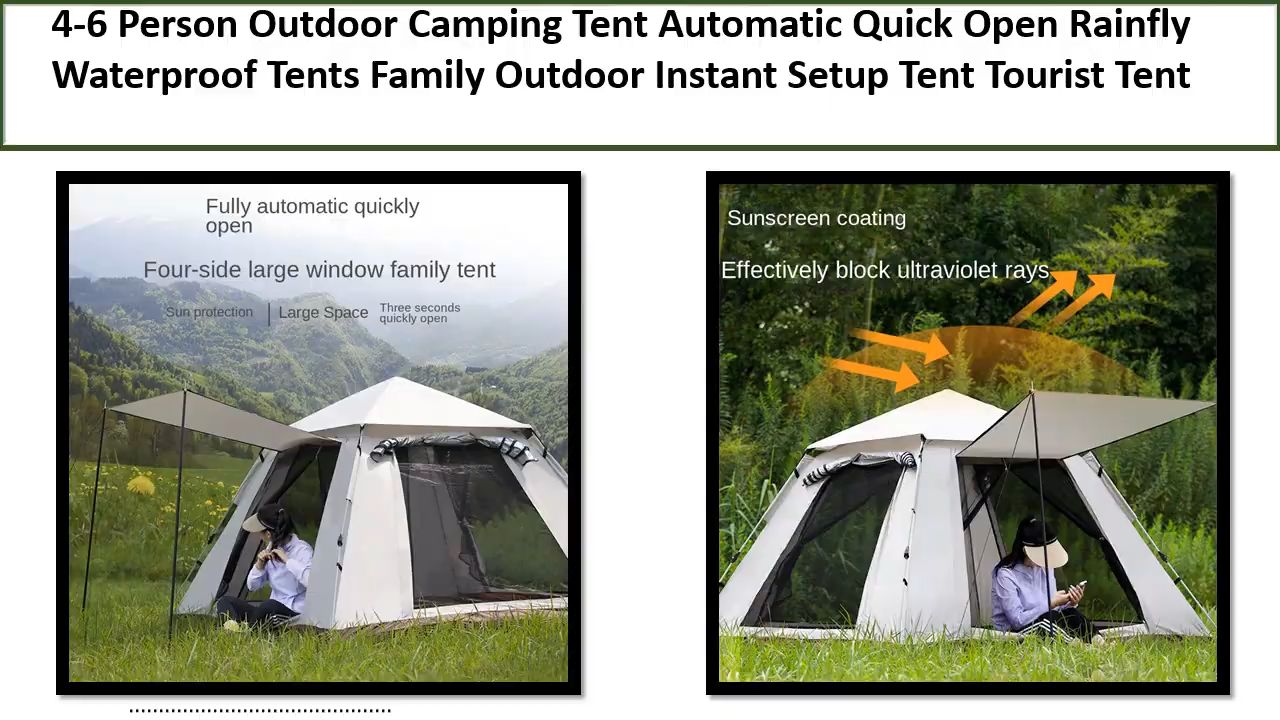 4-6 Person Outdoor Camping Tent Automatic Quick Open Rainfly
Waterproof Tents Family Outdoor Instant Setup Tent Tourist Tent
Fully automatic quickly
open
Four-side large window family tent
Sun protection | Large Space
Three seconds
quickly open
Sunscreen coating
Effectively block ultraviolet rays
............................................